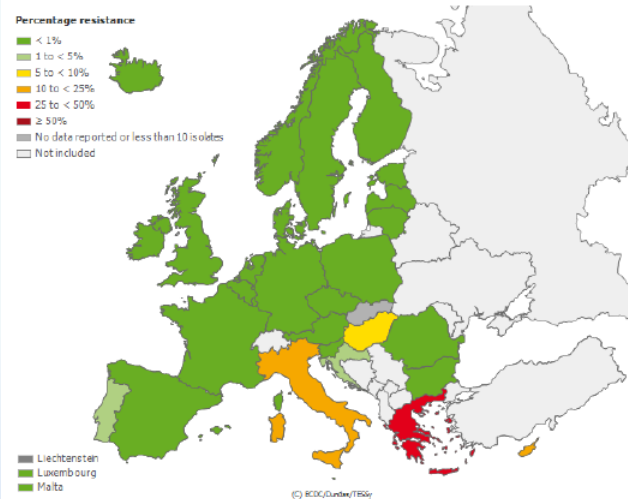 Percentage resistance
< 1%
1 to < 5%
5 to < 10%
10 to < 25%
25 to < 50%
≥ 50%
No data reported or less than 10 isolates
Not included
Liechtenstein
Luxembourg
Malta
(C) ECDC/Dundas/TESSy